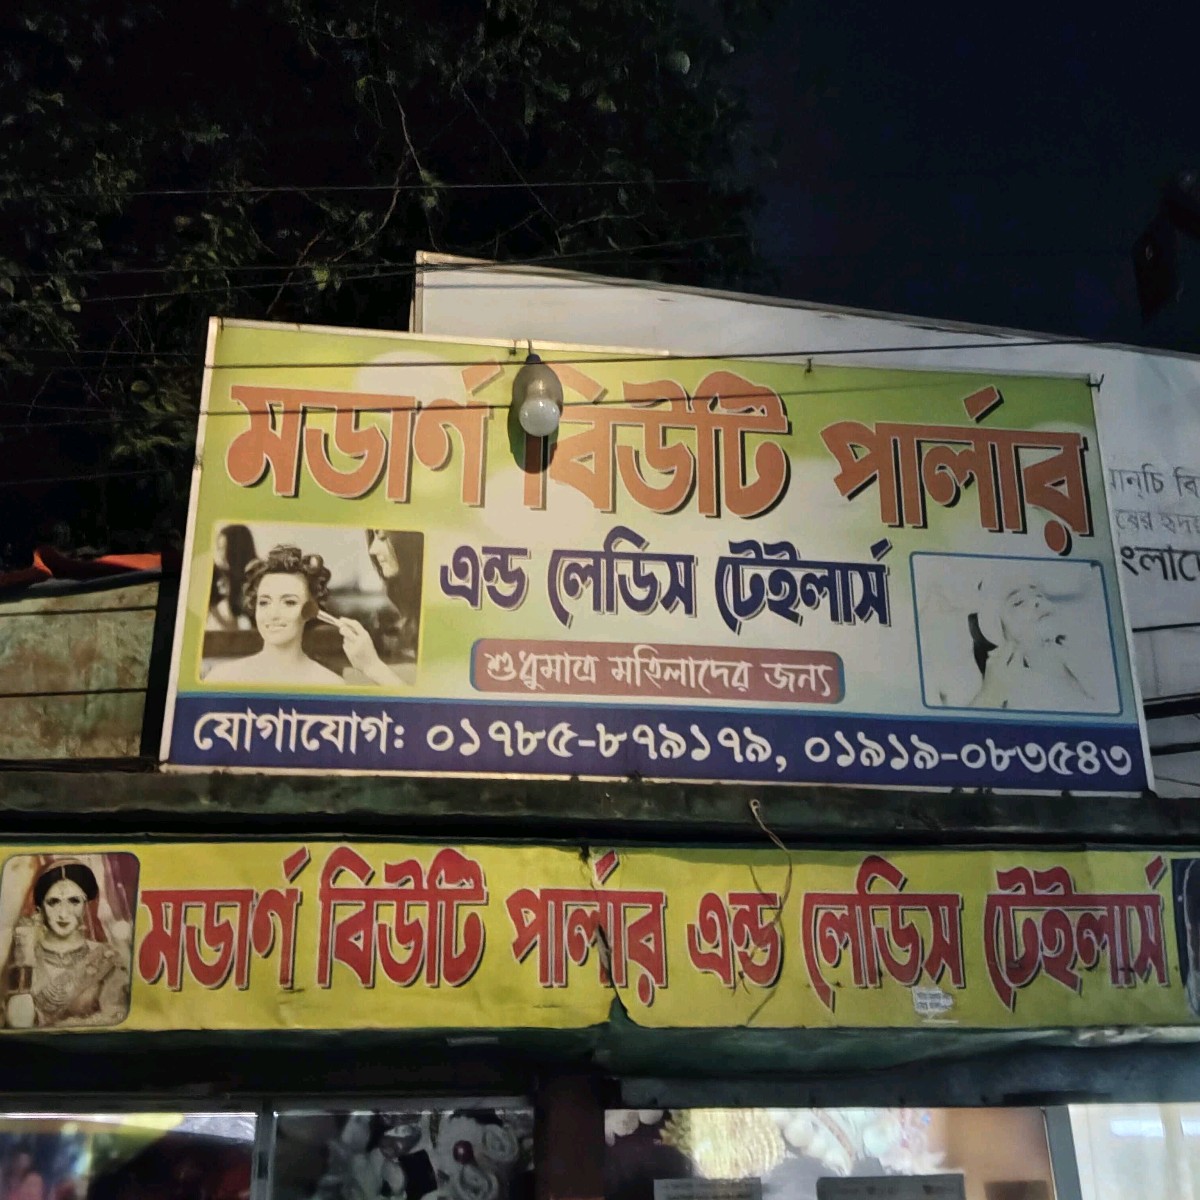 মডার্ণ বিউটি পার্লার
এন্ড লেডিস টেইলার্স
শুধুমাত্র মহিলাদের জন্য
যোগাযোগঃ ০১৭৮৫-৮৭৯১৭৯, ০১৯১৯-০৮৩৫৪৩
মডার্ণ বিউটি পার্লার এন্ড লেডিস টেইলার্স